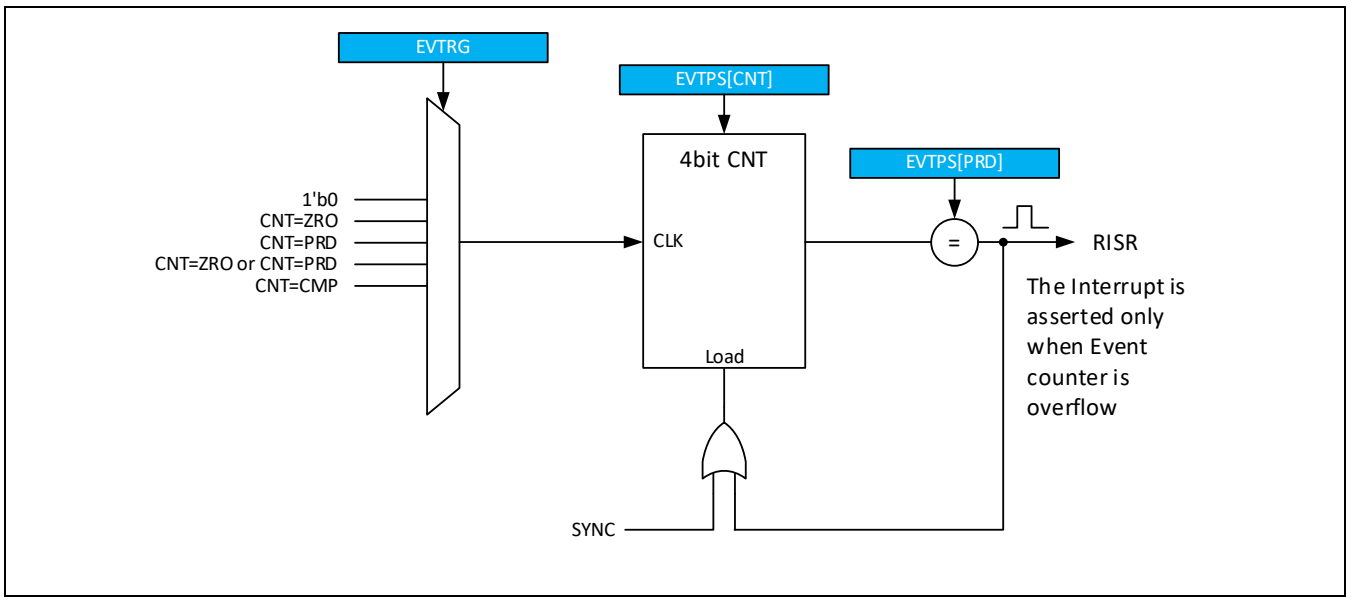 EVTRG
EVTPS[CNT]
4bit CNT
EVTPS[PRD]
1'b0
CNT=ZRO
CNT=PRD
CNT=ZRO or CNT=PRD
CNT=CMP
CLK
=
RISR
The Interrupt is
asserted only
when Event
counter is
overflow
Load
SYNC